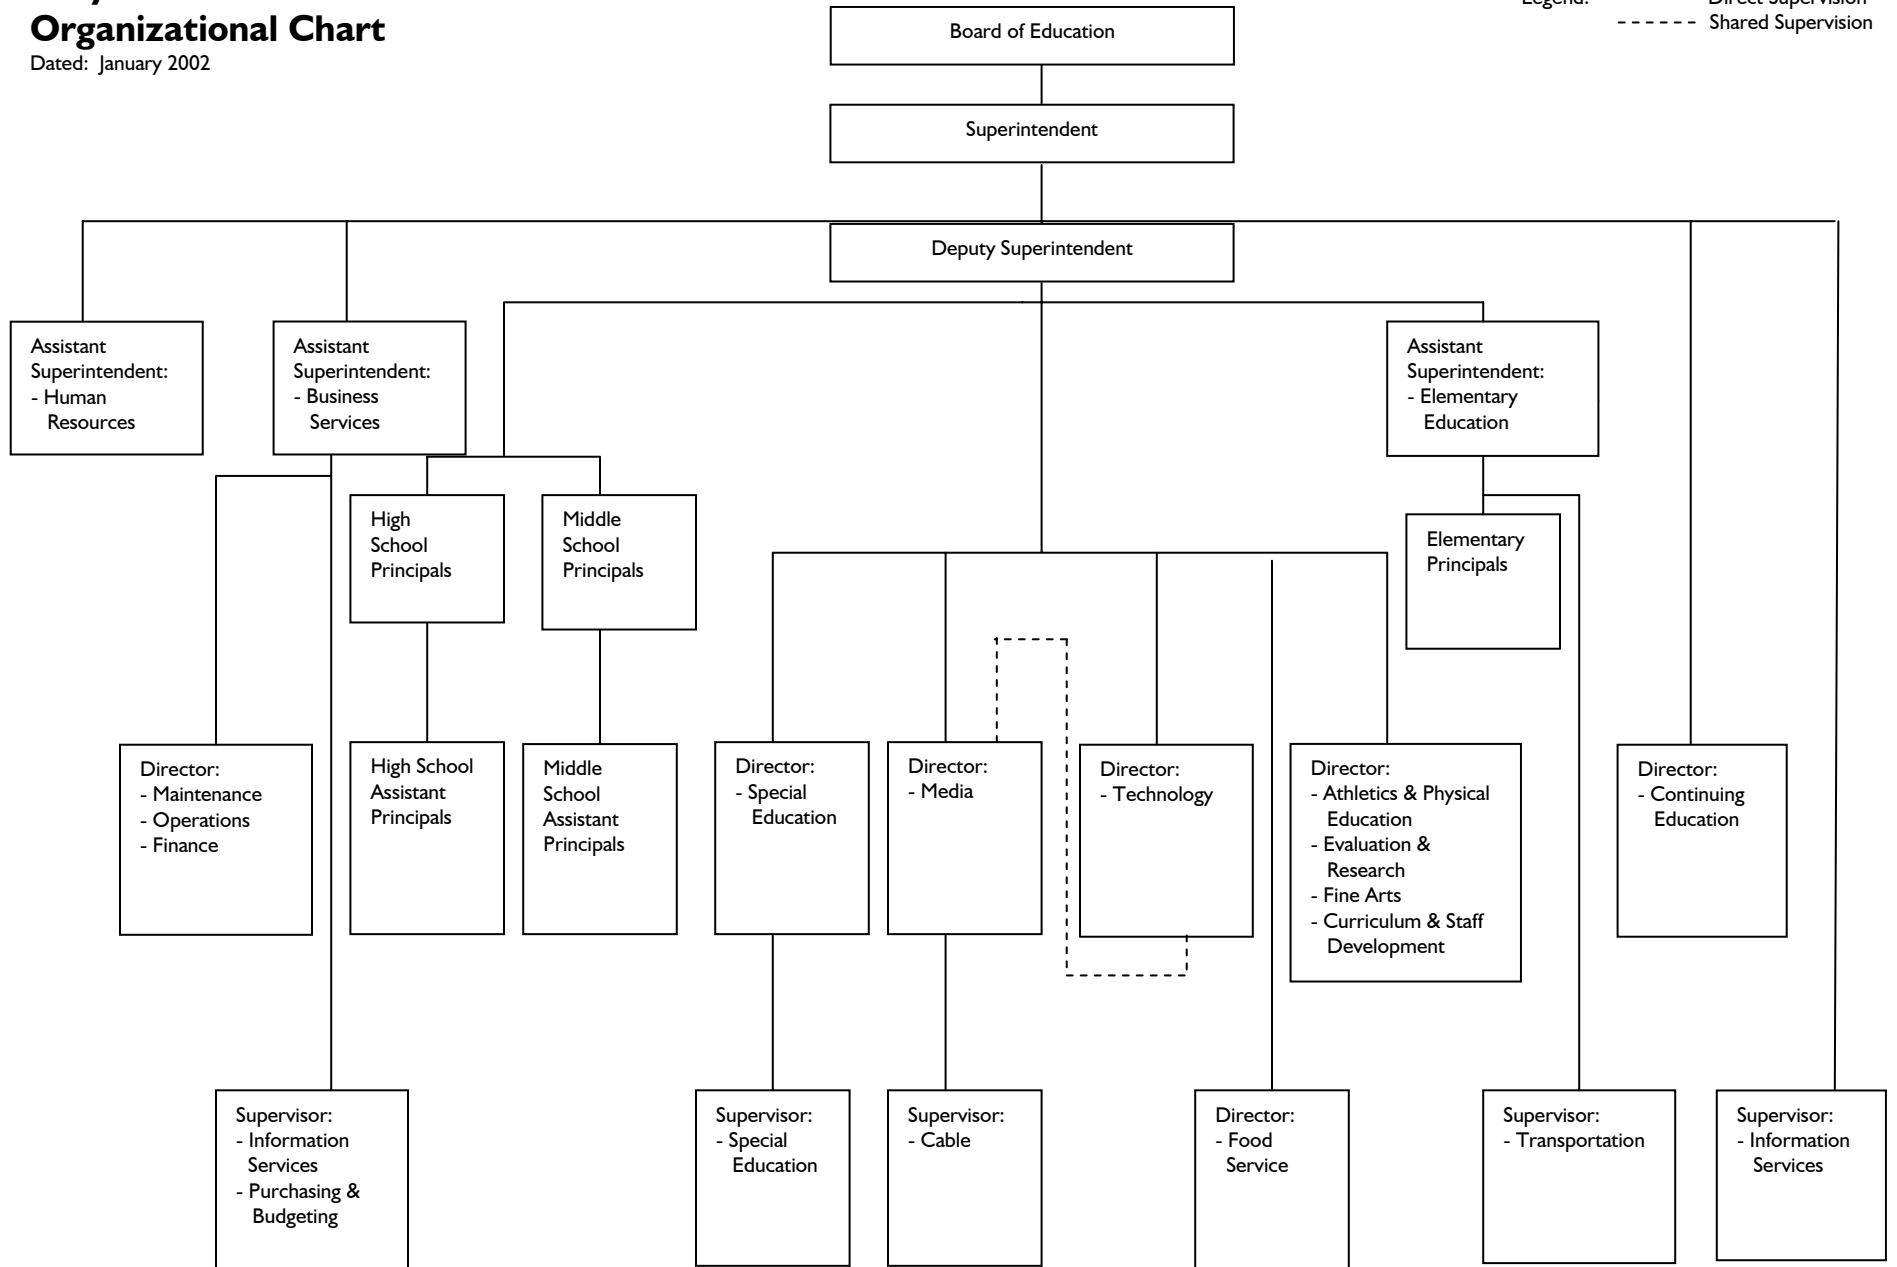 Organizational Chart
Dated: January 2002
Legend:
Direct Supervision
Shared Supervision
Board of Education
Superintendent
Deputy Superintendent
Assistant
Superintendent:
- Human
Resources
Assistant
Superintendent:
- Business
Services
Assistant
Superintendent:
- Elementary
Education
High
School
Principals
Middle
School
Principals
Elementary
Principals
Director:
- Maintenance
- Operations
- Finance
High School
Assistant
Principals
Middle
School
Assistant
Principals
Director:
- Special
Education
Director:
- Media
Director:
- Technology
Director:
- Athletics & Physical
Education
- Evaluation &
Research
- Fine Arts
- Curriculum & Staff
Development
Director:
- Continuing
Education
Supervisor:
- Information
Services
- Purchasing &
Budgeting
Supervisor:
- Special
Education
Supervisor:
- Cable
Director:
- Food
Service
Supervisor:
- Transportation
Supervisor:
- Information
Services